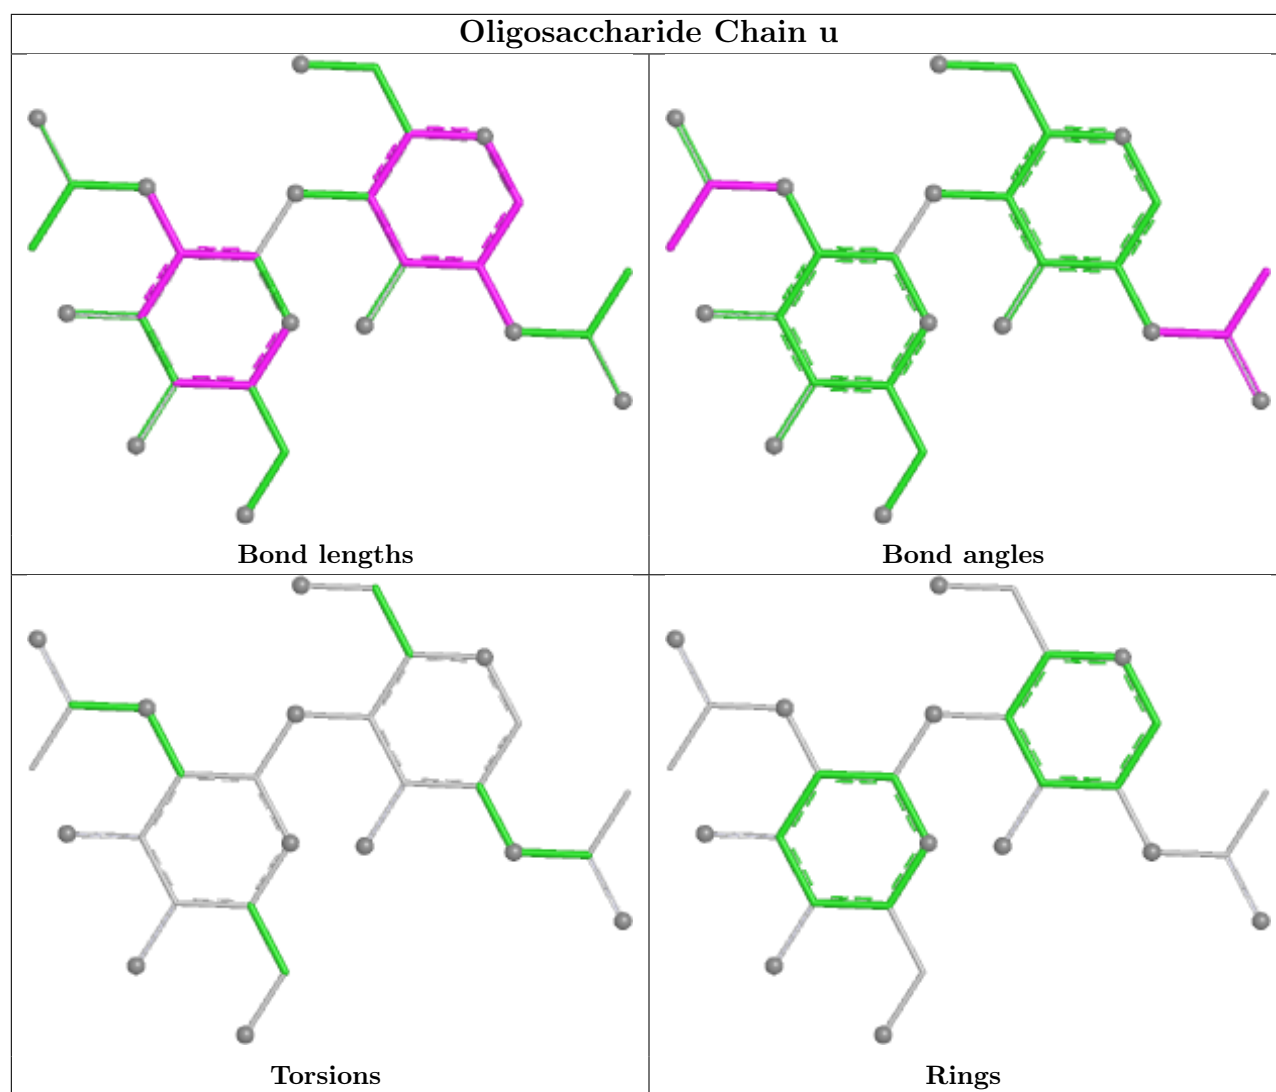 Oligosaccharide Chain u
Bond lengths
Bond angles
Torsions
Rings